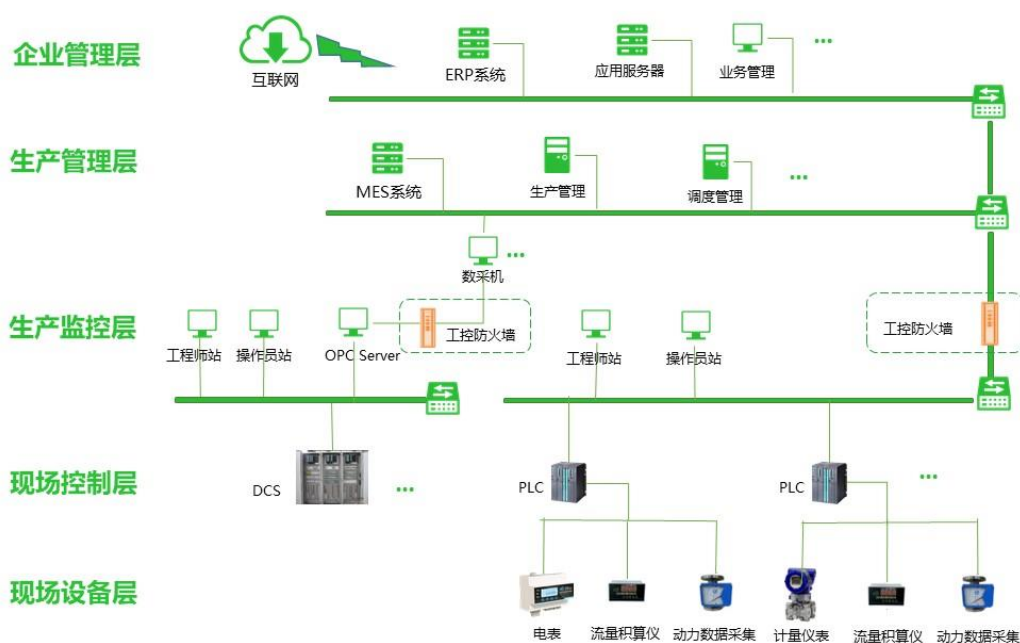 企业管理层
互联网
ERP系统
应用服务器
业务管理
...
生产管理层
MES系统
生产管理
调度管理
...
数采机
...
生产监控层
工程师站
操作员站
OPC Server
工控防火墙
工程师站
操作员站
工控防火墙
现场控制层
DCS
...
PLC
PLC
...
现场设备层
电表
流量积算仪
动力数据采集
计量仪表
流量积算仪
动力数据采集